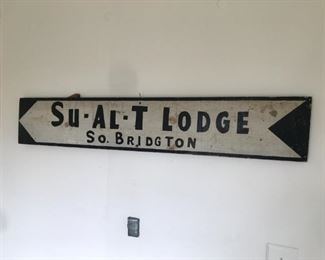 SU-AL-T LODGE
SO. BRIDGTON